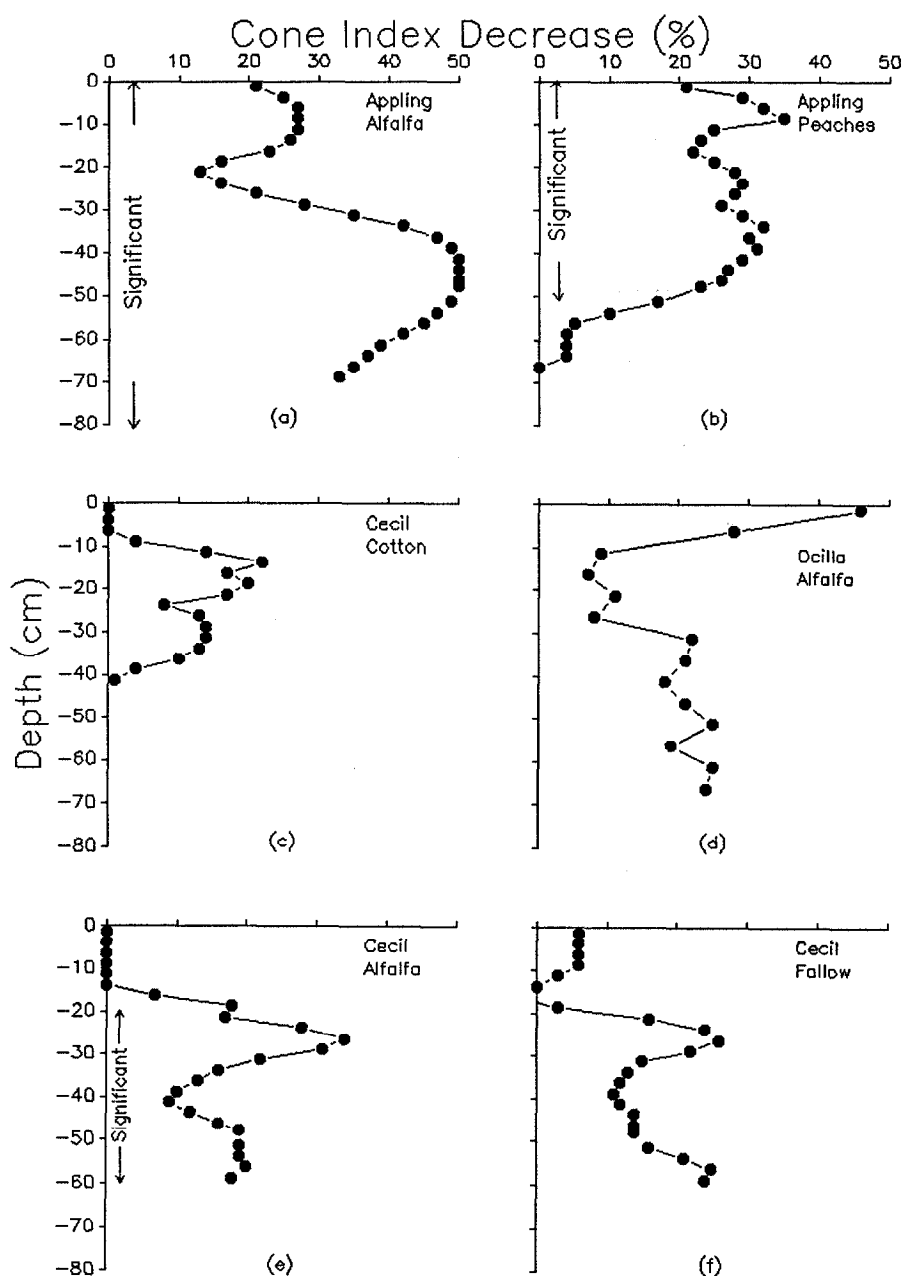 Cone Index Decrease (%)
0 10 20 30 40 50
0 10 20 30 40 50
Depth (cm)
0
-10
-20
-30
-40
-50
-60
-70
-80
Appling
Alfalfa
Significant
(a)
Appling
Peaches
Significant
(b)
0
-10
-20
-30
-40
-50
-60
-70
-80
Cecil
Cotton
(c)
Ocilla
Alfalfa
(d)
0
-10
-20
-30
-40
-50
-60
-70
-80
Cecil
Alfalfa
Significant
(e)
Cecil
Fallow
(f)